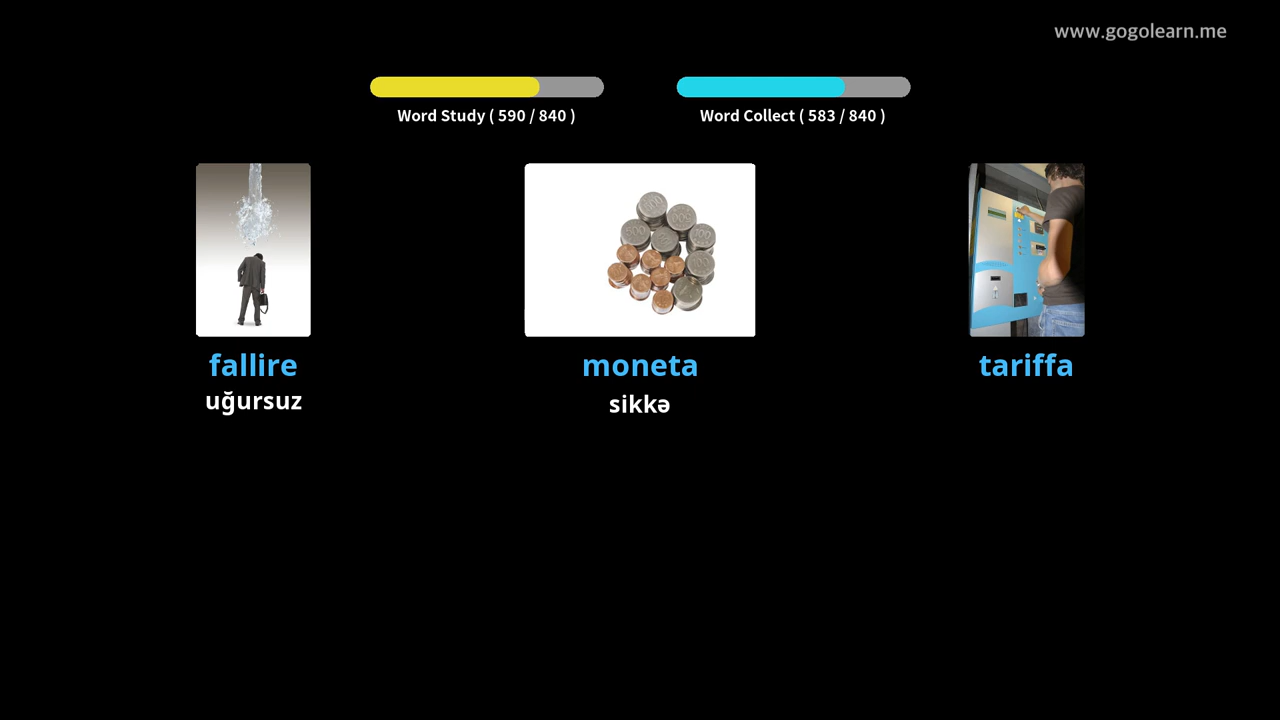 www.gogolearn.me
Word Study ( 590 / 840 )
Word Collect ( 583 / 840 )
fallire
uğursuz
moneta
sikkə
tariffa